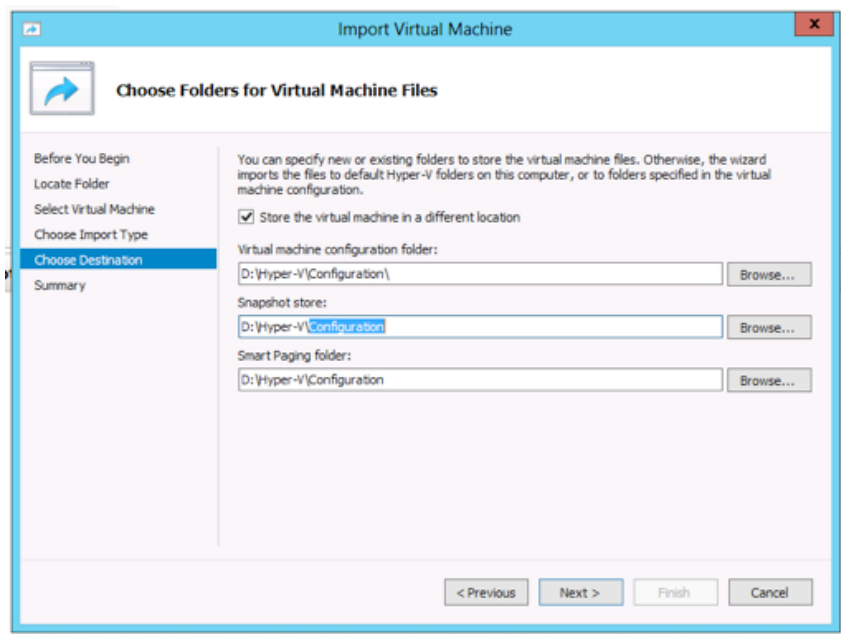 Import Virtual Machine
x
Choose Folders for Virtual Machine Files
Before You Begin
Locate Folder
Select Virtual Machine
Choose Import Type
Choose Destination
Summary
You can specify new or existing folders to store the virtual machine files. Otherwise, the wizard
imports the files to default Hyper-V folders on this computer, or to folders specified in the virtual
machine configuration.
Store the virtual machine in a different location
Virtual machine configuration folder:
D:\Hyper-V\Configuration\
Browse...
Snapshot store:
D:\Hyper-V\Configuration
Browse...
Smart Paging folder:
D:\Hyper-V\Configuration
Browse...
< Previous
Next >
Finish
Cancel